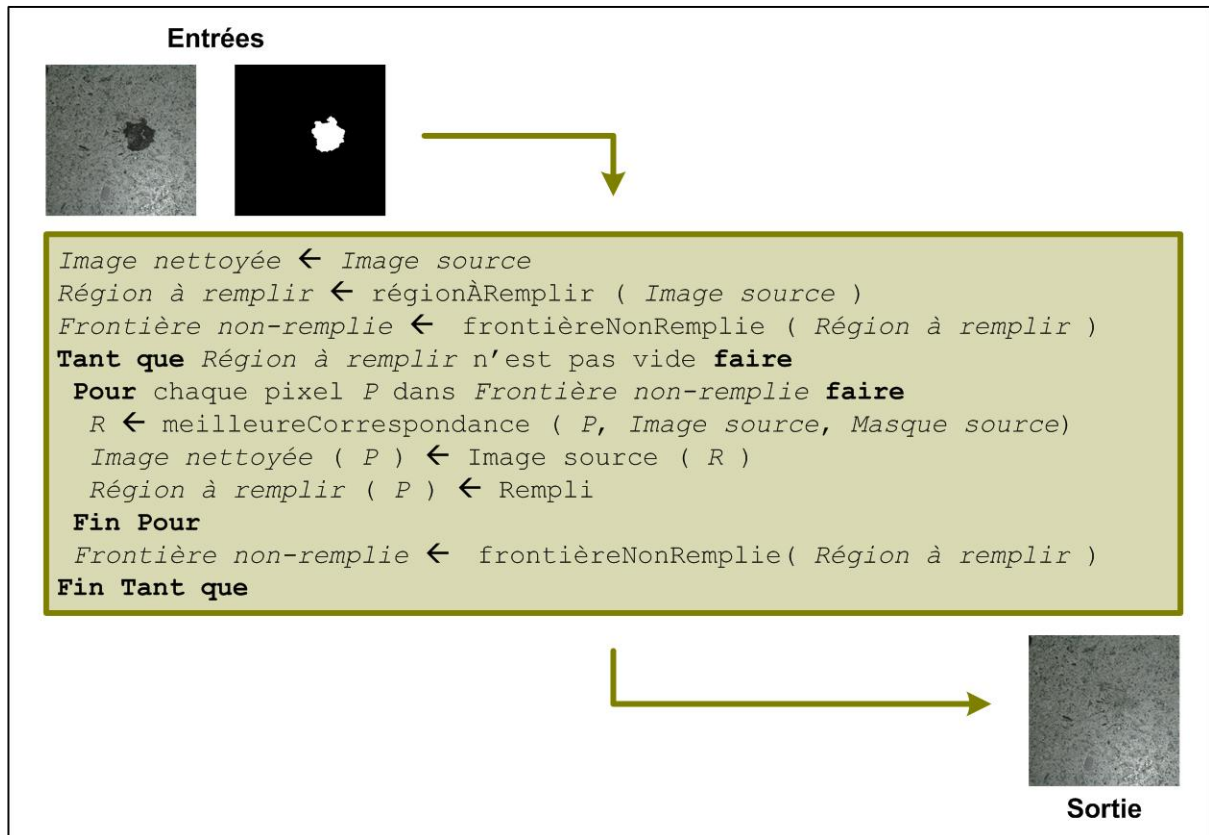 Entrées
Image nettoyée ← Image source
Région à remplir ← régionÀRemplir ( Image source )
Frontière non-remplie ← frontièreNonRemplie ( Région à remplir )
Tant que Région à remplir n'est pas vide faire
Pour chaque pixel P dans Frontière non-remplie faire
R ← meilleureCorrespondance ( P, Image source, Masque source)
Image nettoyée ( P ) ← Image source ( R )
Région à remplir ( P ) ← Rempli
Fin Pour
Frontière non-remplie ← frontièreNonRemplie( Région à remplir )
Fin Tant que
Sortie